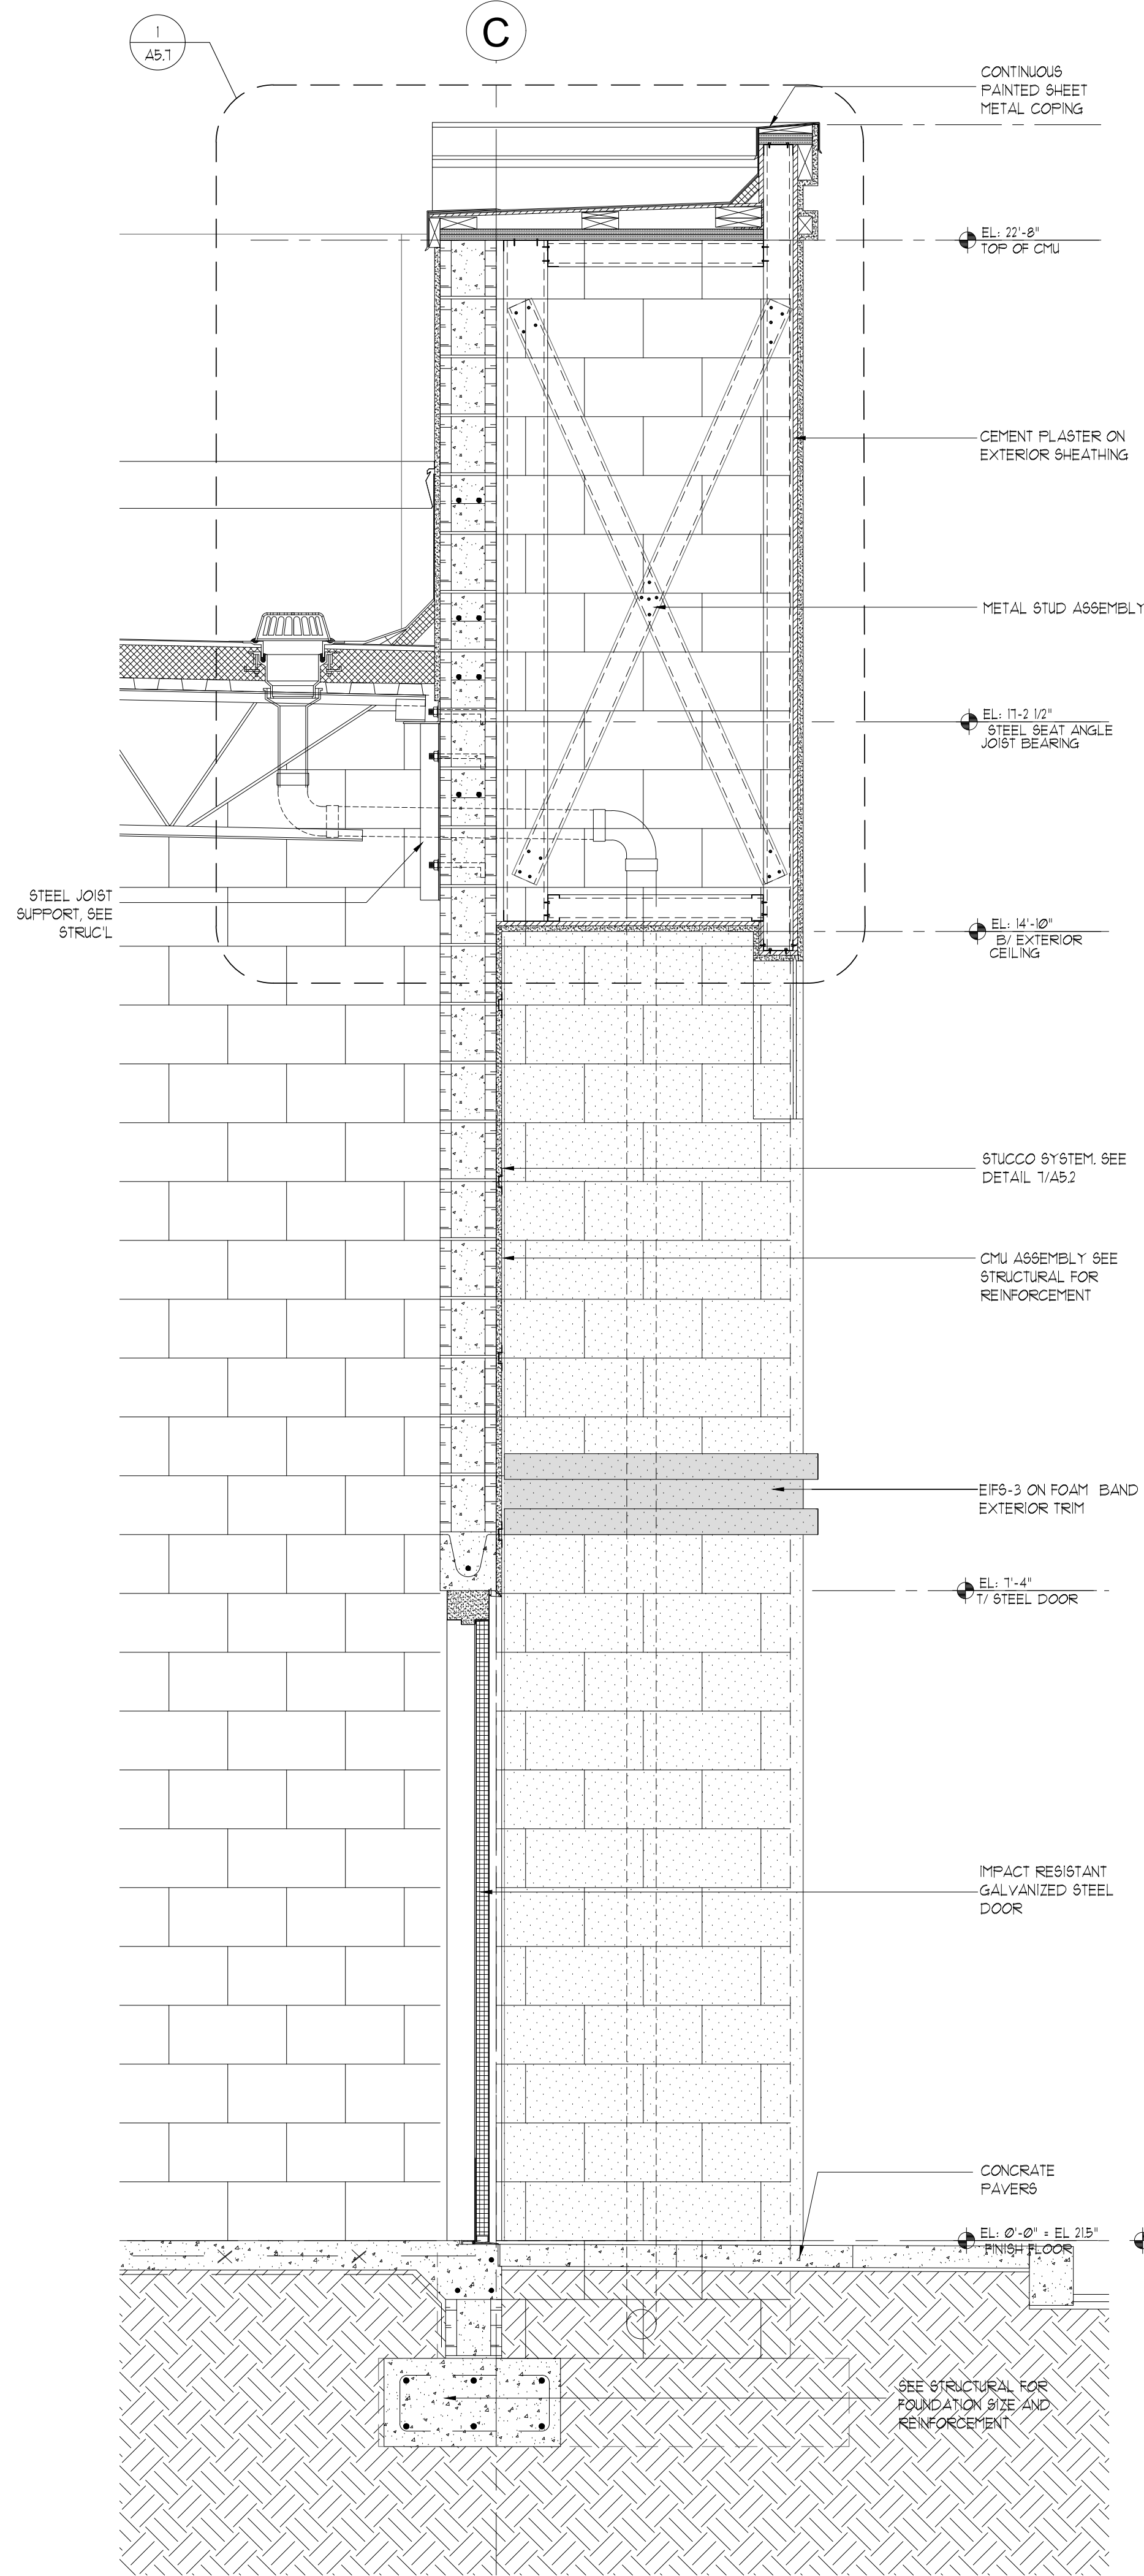 1
A5.7
C
CONTINUOUS
PAINTED SHEET
METAL COPING
EL: 22'-8"
TOP OF CMU
CEMENT PLASTER ON
EXTERIOR SHEATHING
METAL STUD ASSEMBLY
EL: 17-2 1/2"
STEEL SEAT ANGLE
JOIST BEARING
STEEL JOIST
SUPPORT, SEE
STRUC'L
EL: 14'-10"
B/ EXTERIOR
CEILING
STUCCO SYSTEM. SEE
DETAIL 7/A5.2
CMU ASSEMBLY SEE
STRUCTURAL FOR
REINFORCEMENT
EIFS-3 ON FOAM BAND
EXTERIOR TRIM
EL: 7'-4"
T/ STEEL DOOR
IMPACT RESISTANT
GALVANIZED STEEL
DOOR
CONCRATE
PAVERS
EL: 0'-0" = EL 21.5"
FINISH FLOOR
SEE STRUCTURAL FOR
FOUNDATION SIZE AND
REINFORCEMENT